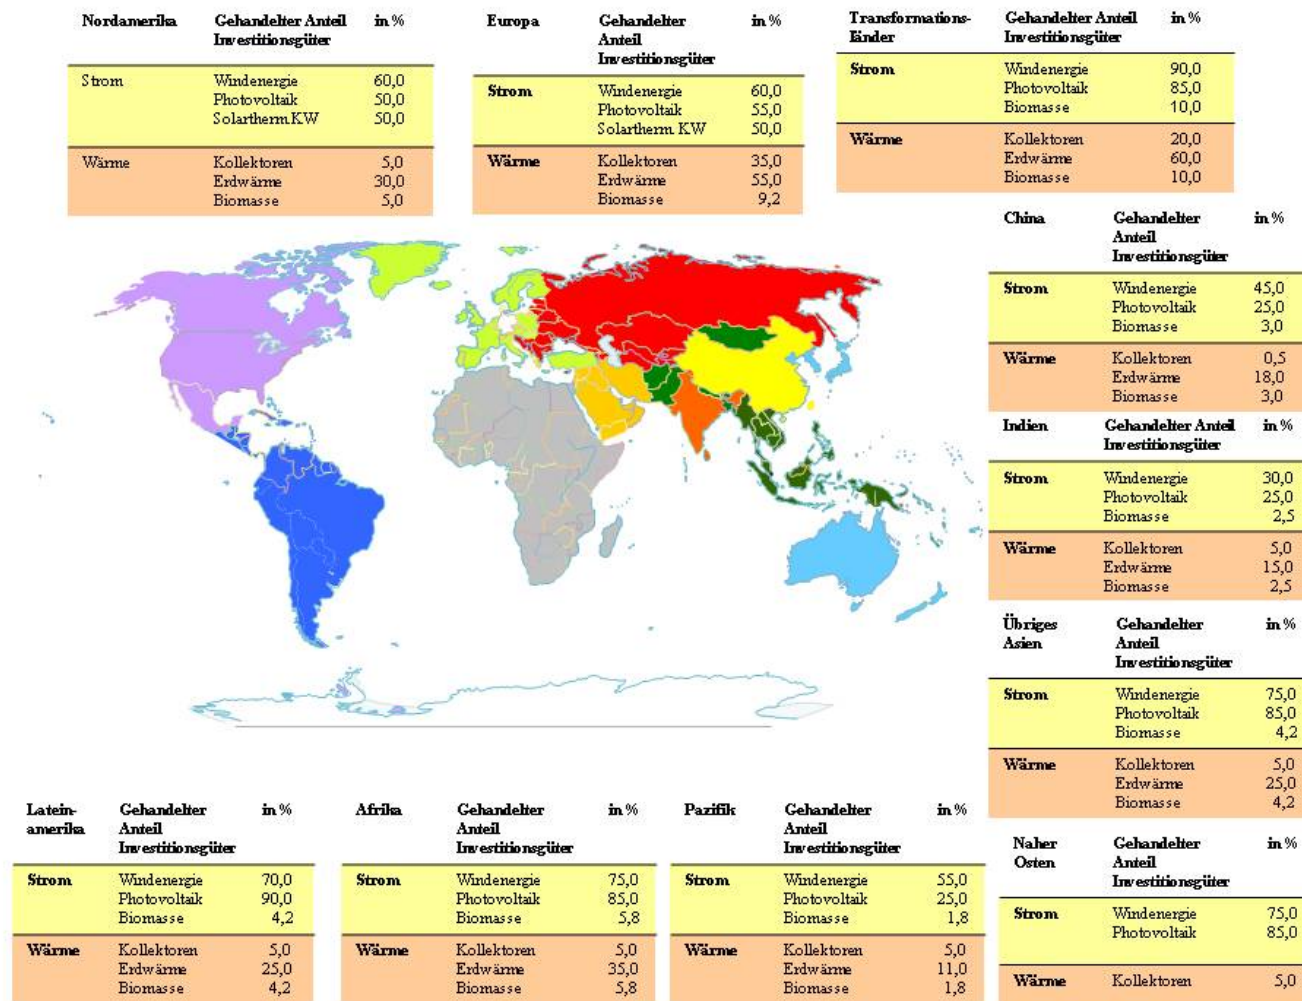 Nordamerika Gehandelter Anteil in %
Investitionsgüter
Strom Windenergie 60,0
Photovoltaik 50,0
Solartherm.KW 50,0
Wärme Kollektoren 5,0
Erdwärme 30,0
Biomasse 5,0
Europa Gehandelter in %
Anteil
Investitionsgüter
Strom Windenergie 60,0
Photovoltaik 55,0
Solartherm. KW 50,0
Wärme Kollektoren 35,0
Erdwärme 55,0
Biomasse 9,2
Transformations- Gehandelter Anteil in %
länder Investitionsgüter
Strom Windenergie 90,0
Photovoltaik 85,0
Biomasse 10,0
Wärme Kollektoren 20,0
Erdwärme 60,0
Biomasse 10,0
China Gehandelter in %
Anteil
Investitionsgüter
Strom Windenergie 45,0
Photovoltaik 25,0
Biomasse 3,0
Wärme Kollektoren 0,5
Erdwärme 18,0
Biomasse 3,0
Indien Gehandelter Anteil in %
Investitionsgüter
Strom Windenergie 30,0
Photovoltaik 25,0
Biomasse 2,5
Wärme Kollektoren 5,0
Erdwärme 15,0
Biomasse 2,5
Übriges Gehandelter in %
Asien Anteil
Investitionsgüter
Strom Windenergie 75,0
Photovoltaik 85,0
Biomasse 4,2
Wärme Kollektoren 5,0
Erdwärme 25,0
Biomasse 4,2
Latein- Gehandelter in %
amerika Anteil
Investitionsgüter
Strom Windenergie 70,0
Photovoltaik 90,0
Biomasse 4,2
Wärme Kollektoren 5,0
Erdwärme 25,0
Biomasse 4,2
Afrika Gehandelter in %
Anteil
Investitionsgüter
Strom Windenergie 75,0
Photovoltaik 85,0
Biomasse 5,8
Wärme Kollektoren 5,0
Erdwärme 35,0
Biomasse 5,8
Pazifik Gehandelter in %
Anteil
Investitionsgüter
Strom Windenergie 55,0
Photovoltaik 25,0
Biomasse 1,8
Wärme Kollektoren 5,0
Erdwärme 11,0
Biomasse 1,8
Naher Gehandelter in %
Osten Anteil
Investitionsgüter
Strom Windenergie 75,0
Photovoltaik 85,0
Wärme Kollektoren 5,0